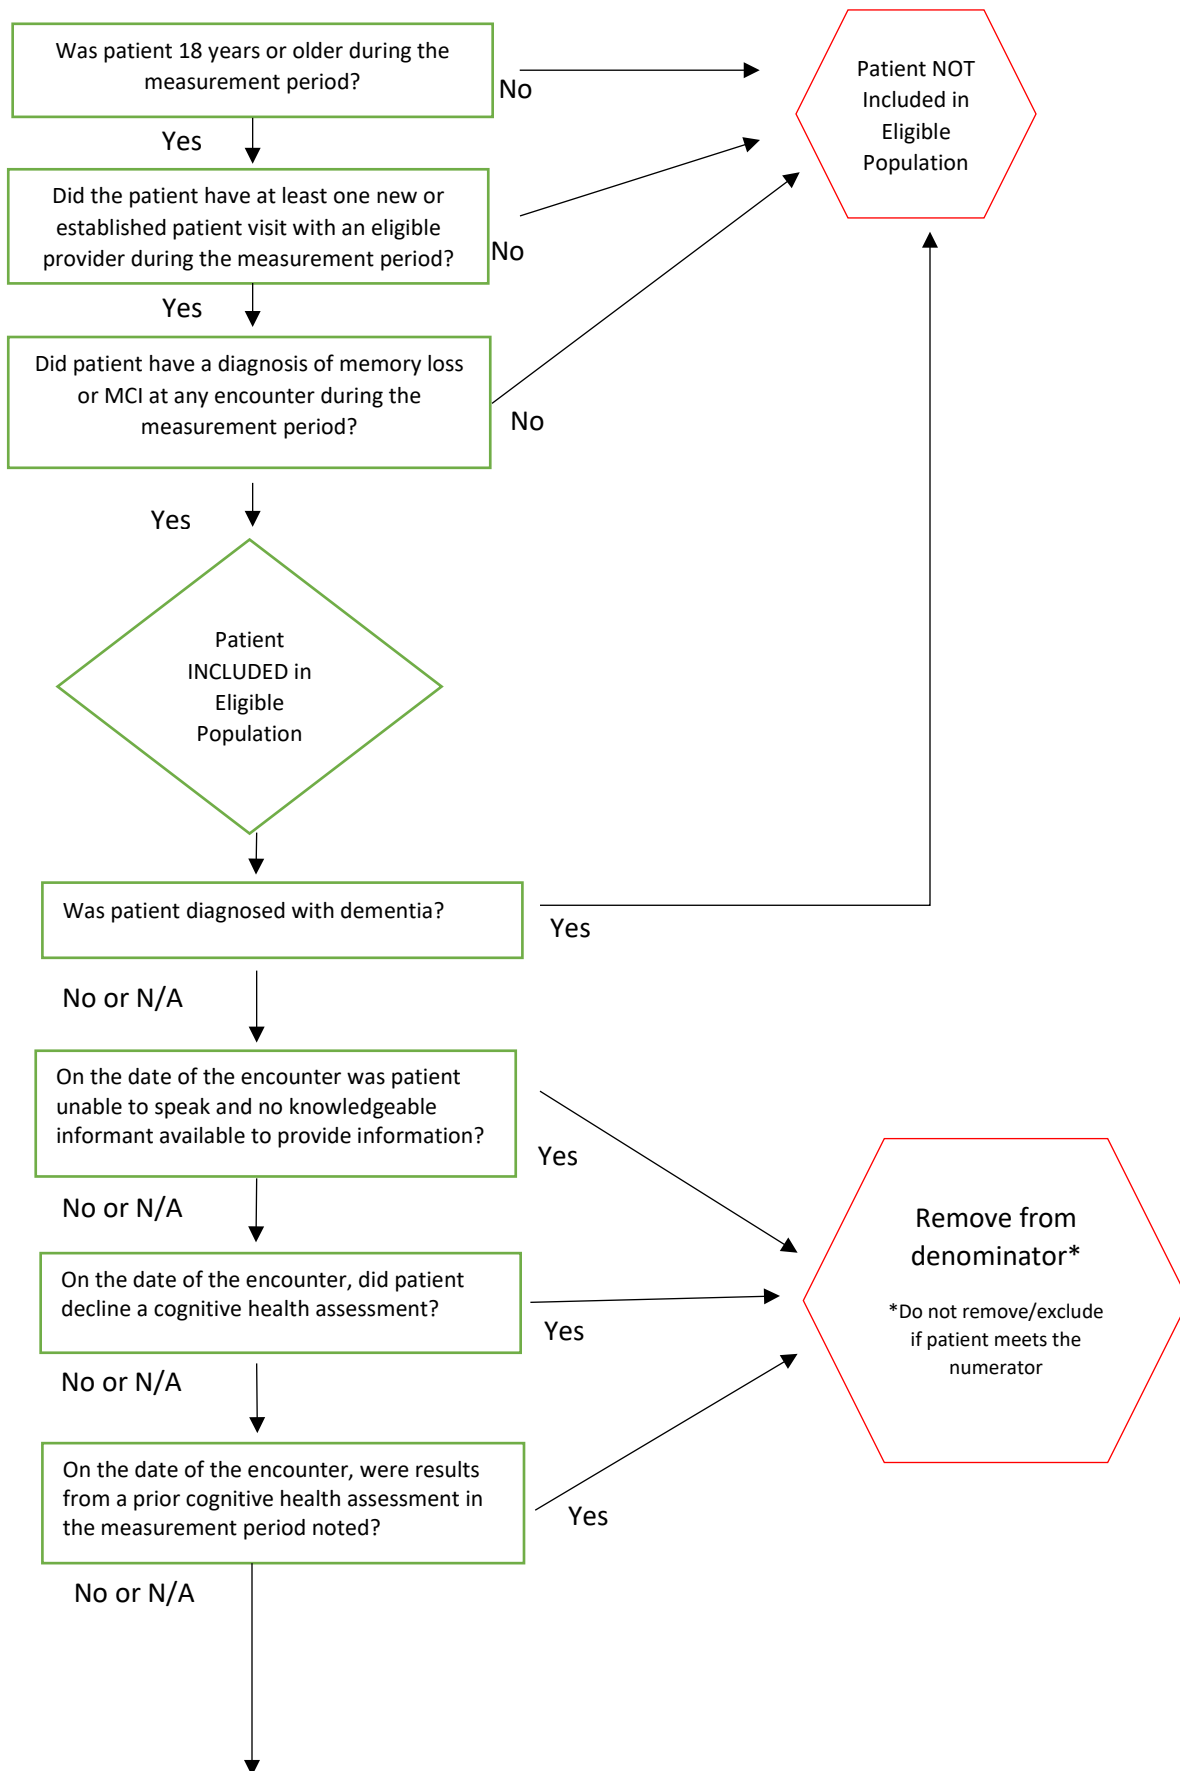 Was patient 18 years or older during the
measurement period?
No
Patient NOT
Included in
Eligible
Population
Yes
Did the patient have at least one new or
established patient visit with an eligible
provider during the measurement period?
No
Yes
Did patient have a diagnosis of memory loss
or MCI at any encounter during the
measurement period?
No
Yes
Patient
INCLUDED in
Eligible
Population
Was patient diagnosed with dementia?
Yes
No or N/A
On the date of the encounter was patient
unable to speak and no knowledgeable
informant available to provide information?
Yes
No or N/A
Remove from
denominator*
*Do not remove/exclude
if patient meets the
numerator
On the date of the encounter, did patient
decline a cognitive health assessment?
Yes
No or N/A
On the date of the encounter, were results
from a prior cognitive health assessment in
the measurement period noted?
Yes
No or N/A